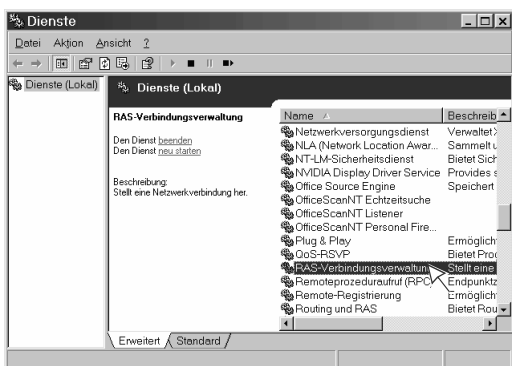 Dienste
Datei Aktion Ansicht ?
Dienste (Lokal)
Dienste (Lokal)
RAS-Verbindungsverwaltung
Den Dienst beenden
Den Dienst neu starten
Beschreibung:
Stellt eine Netzwerkverbindung her.
Name Beschreib
Netzwerkversorgungsdienst Verwaltet
NLA (Network Location Awar... Sammelt u
NT-LM-Sicherheitsdienst Bietet Sich
NVIDIA Display Driver Service Provides s
Office Source Engine Speichert
OfficeScanNT Echtzeitsuche
OfficeScanNT Listener
OfficeScanNT Personal Fire...
Plug & Play Ermöglich
QoS-RSVP Bietet Proc
RAS-Verbindungsverwaltun Stellt eine
Remoteprozeduraufruf (RPC) Endpunktz
Remote-Registrierung Ermöglich
Routing und RAS Bietet Rou
Erweitert Standard